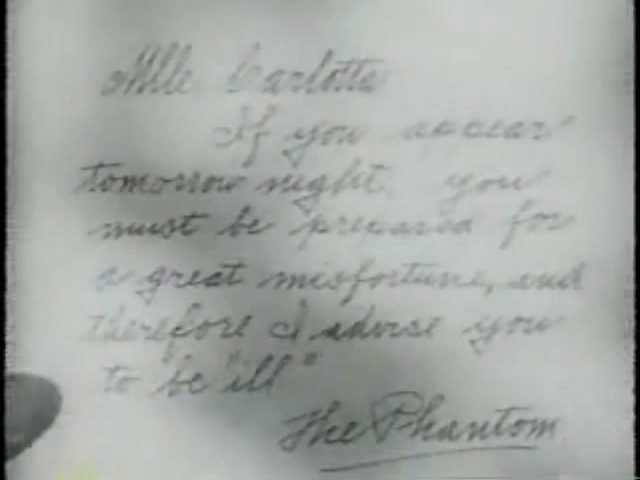 Mlle. Carlotta
If you appear
tomorrow night, you
must be prepared for
a great misfortune, and
therefore I advise you
to be "ill"
The Phantom